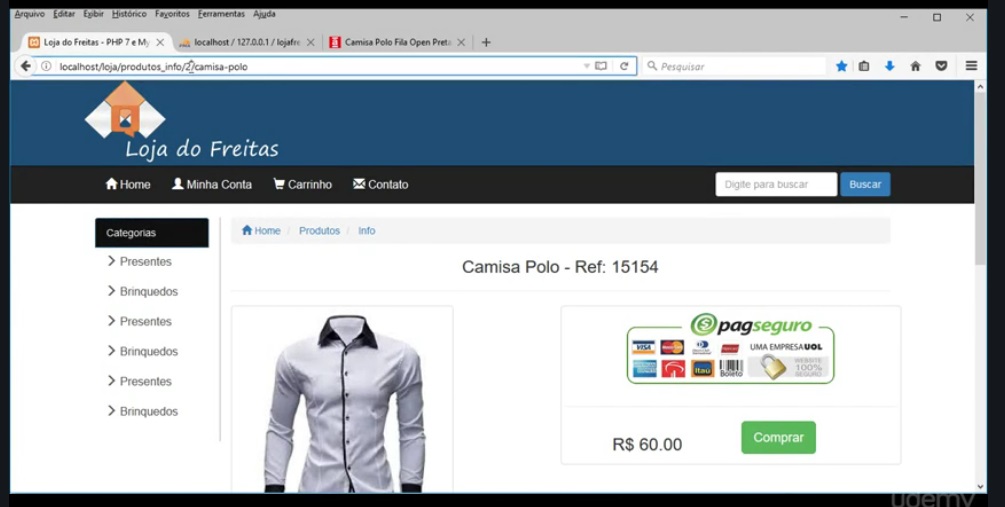 Arquivo Editar Exibir Histórico Favoritos Ferramentas Ajuda
Loja do Freitas - PHP 7 e My
localhost / 127.0.0.1 / lojafre
Camisa Polo Fila Open Preta
localhost/loja/produtos_info/2/camisa-polo
Pesquisar
Loja do Freitas
Home Minha Conta Carrinho Contato
Digite para buscar
Buscar
Categorias
Home / Produtos / Info
Presentes
Camisa Polo - Ref: 15154
Brinquedos
Presentes
Brinquedos
Presentes
Brinquedos
pagseguro
UMA EMPRESA UOL
VISA
WEBSITE
100%
SEGURO
Itaú
Boleto
R$ 60.00
Comprar
udemy